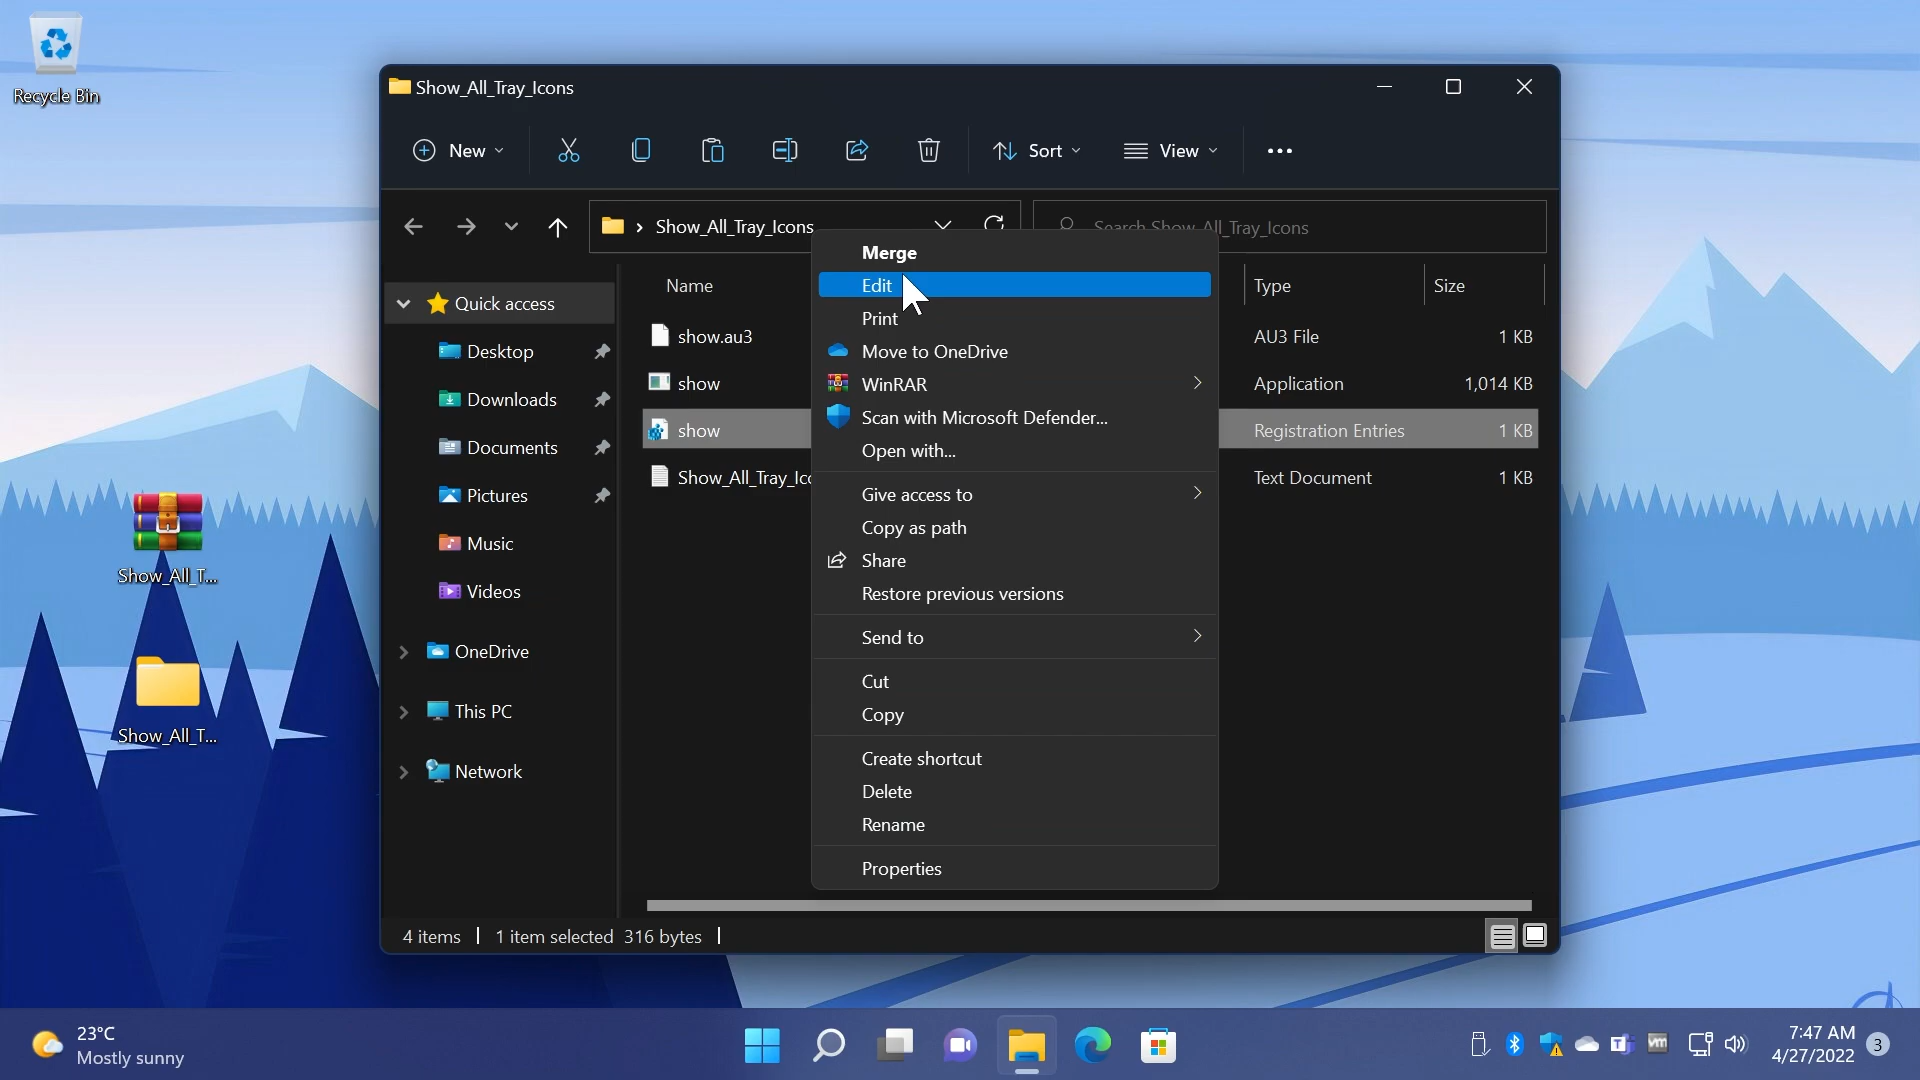 Recycle Bin
Show_All_T...
Show_All_T...
Show_All_Tray_Icons
New
Sort
View
Show_All_Tray_Icons
Search Show_All_Tray_Icons
Quick access
Desktop
Downloads
Documents
Pictures
Music
Videos
OneDrive
This PC
Network
Name
Type
Size
show.au3
AU3 File
1 KB
show
Application
1,014 KB
show
Registration Entries
1 KB
Show_All_Tray_Ico
Text Document
1 KB
Merge
Edit
Print
Move to OneDrive
WinRAR
Scan with Microsoft Defender...
Open with...
Give access to
Copy as path
Share
Restore previous versions
Send to
Cut
Copy
Create shortcut
Delete
Rename
Properties
4 items
1 item selected 316 bytes
23°C
Mostly sunny
vm
7:47 AM
4/27/2022
3